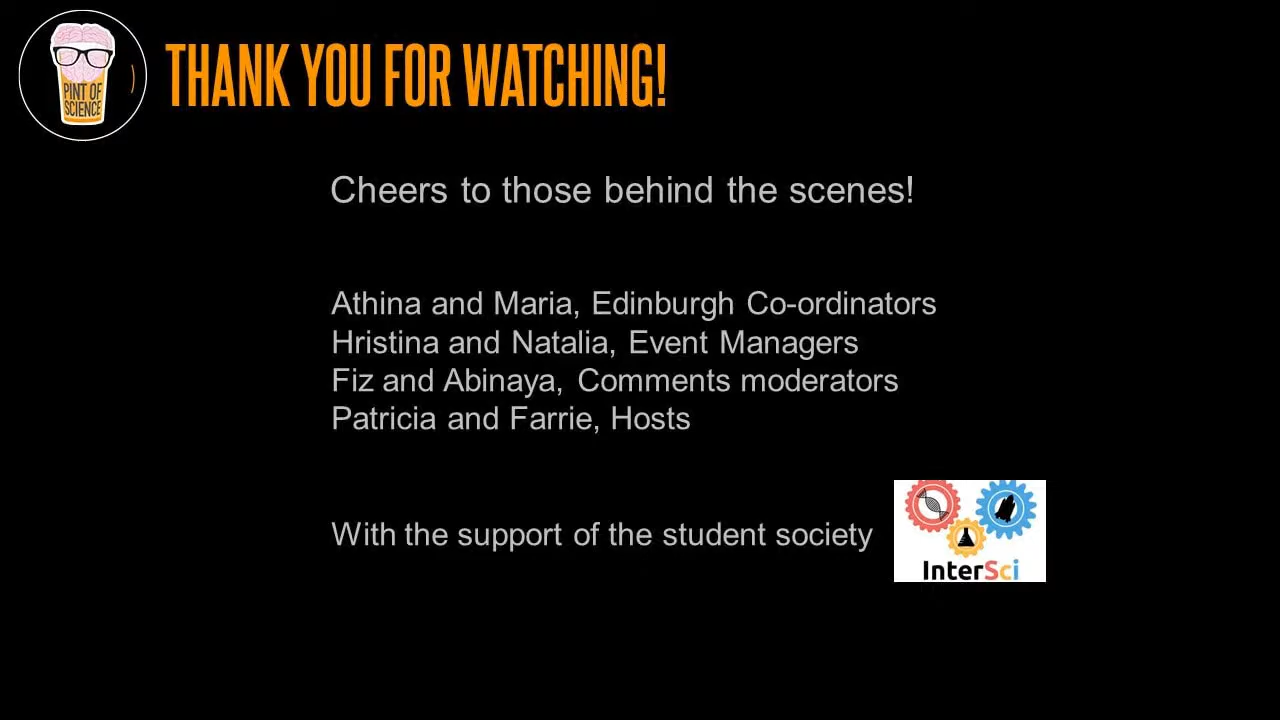 PINT OF
SCIENCE
THANK YOU FOR WATCHING!
Cheers to those behind the scenes!
Athina and Maria, Edinburgh Co-ordinators
Hristina and Natalia, Event Managers
Fiz and Abinaya, Comments moderators
Patricia and Farrie, Hosts
With the support of the student society
InterSci